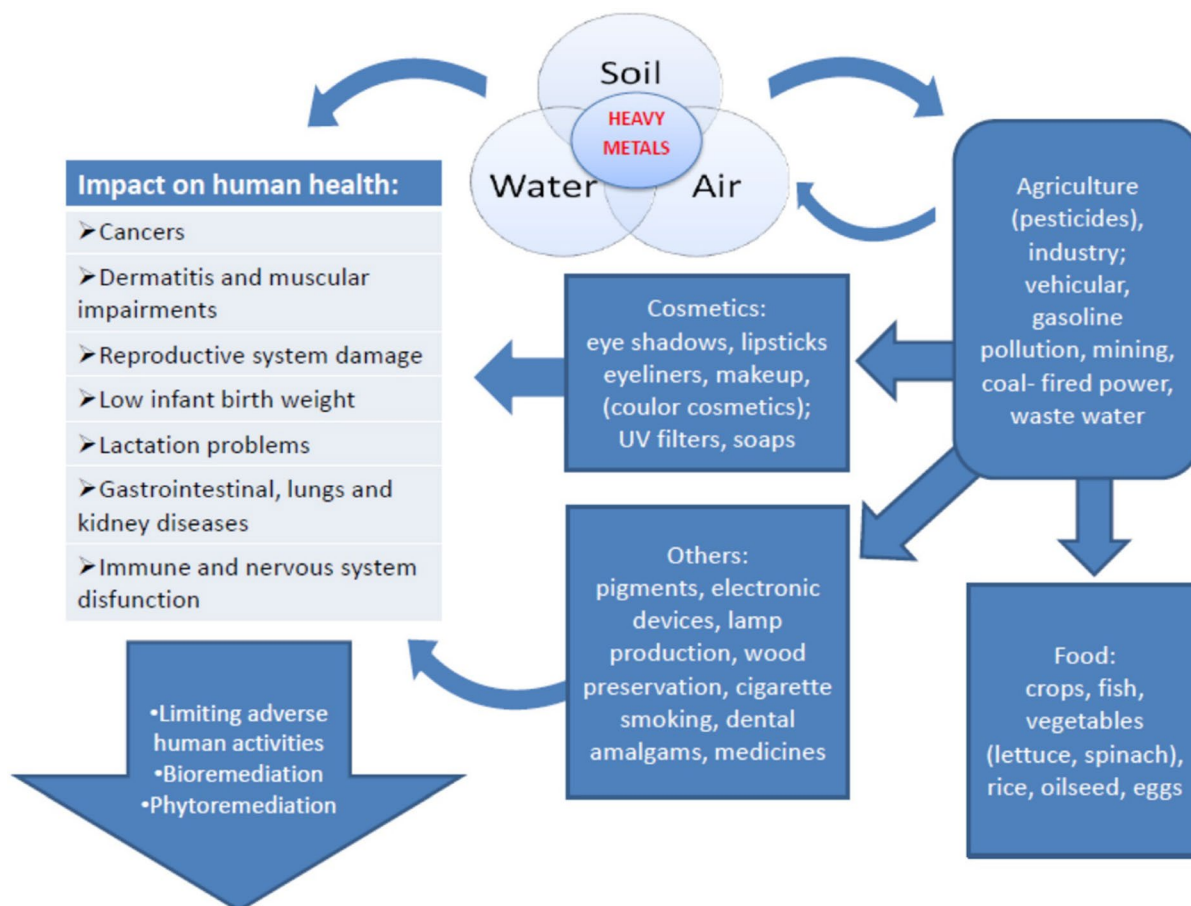 Soil
HEAVY
METALS
Water
Air
Impact on human health:
➤Cancers
➤Dermatitis and muscular
impairments
➤Reproductive system damage
➤Low infant birth weight
➤Lactation problems
➤Gastrointestinal, lungs and
kidney diseases
➤Immune and nervous system
disfunction
•Limiting adverse
human activities
•Bioremediation
•Phytoremediation
Cosmetics:
eye shadows, lipsticks
eyeliners, makeup,
(coulor cosmetics);
UV filters, soaps
Others:
pigments, electronic
devices, lamp
production, wood
preservation, cigarette
smoking, dental
amalgams, medicines
Agriculture
(pesticides),
industry;
vehicular,
gasoline
pollution, mining,
coal- fired power,
waste water
Food:
crops, fish,
vegetables
(lettuce, spinach),
rice, oilseed, eggs